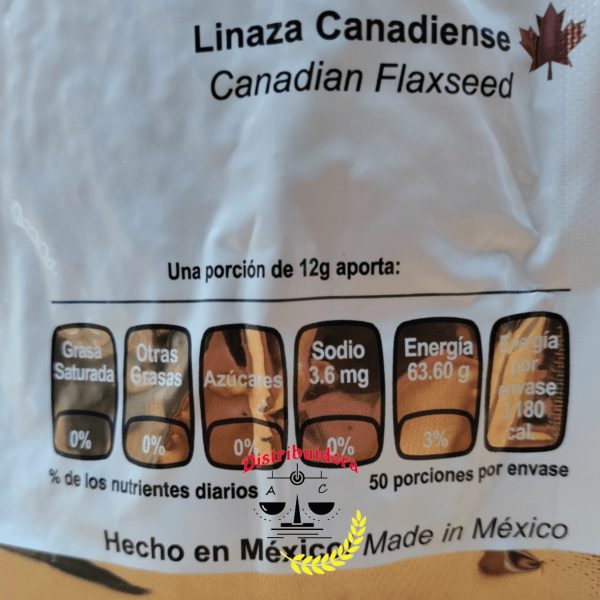 Linaza Canadiense
Canadian Flaxseed
Una porción de 12g aporta:
Grasa
Saturada
0%
Otras
Grasas
0%
Azúcares
0%
Sodio
3.6 mg
0%
Energía
63.60 g
3%
Energía
por
envase
3,180
cal
% de los nutrientes diarios
50 porciones por envase
Distribuidora
A C
Hecho en México Made in México